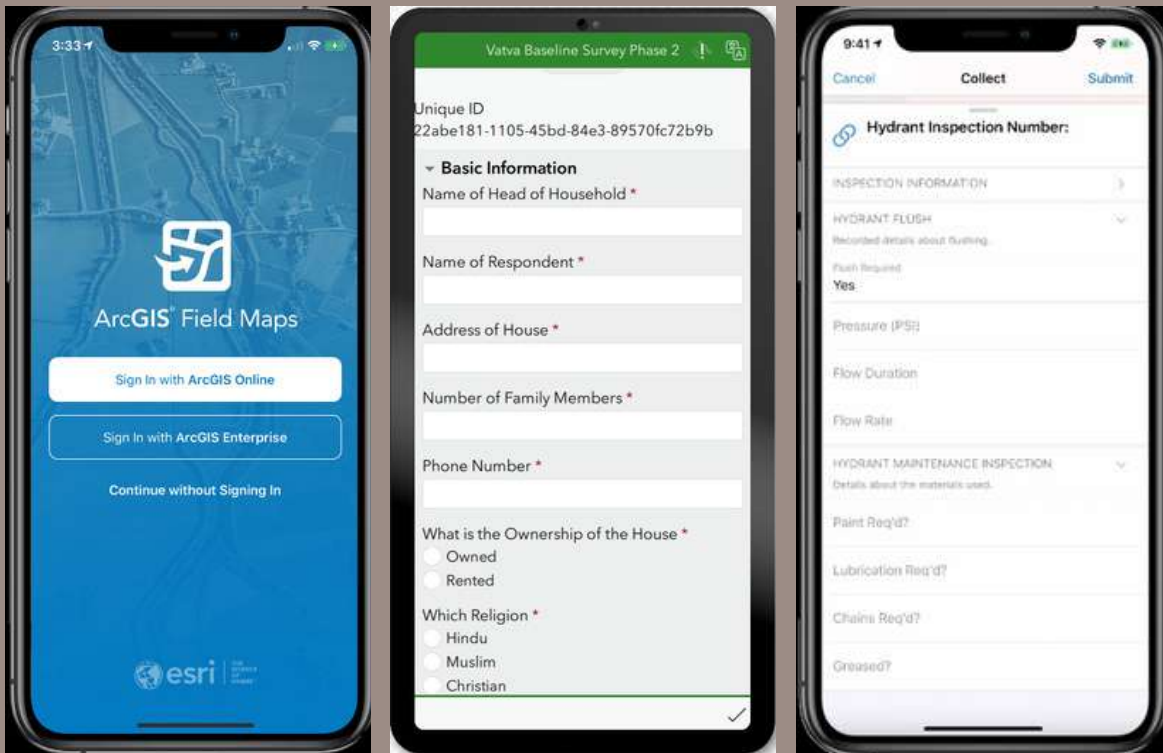 3:33
ArcGIS® Field Maps
Sign In with ArcGIS Online
Sign In with ArcGIS Enterprise
Continue without Signing In
esri
Vatva Baseline Survey Phase 2
Unique ID
22abe181-1105-45bd-84e3-89570fc72b9b
Basic Information
Name of Head of Household *
Name of Respondent *
Address of House *
Number of Family Members *
Phone Number *
What is the Ownership of the House *
Owned
Rented
Which Religion *
Hindu
Muslim
Christian
9:41
Cancel Collect Submit
Hydrant Inspection Number:
INSPECTION INFORMATION
HYDRANT FLUSH
Recorded details about flushing.
Flush Required
Yes
Pressure (PSI)
Flow Duration
Flow Rate
HYDRANT MAINTENANCE INSPECTION
Details about the materials used.
Paint Req'd?
Lubrication Req'd?
Chains Req'd?
Greased?